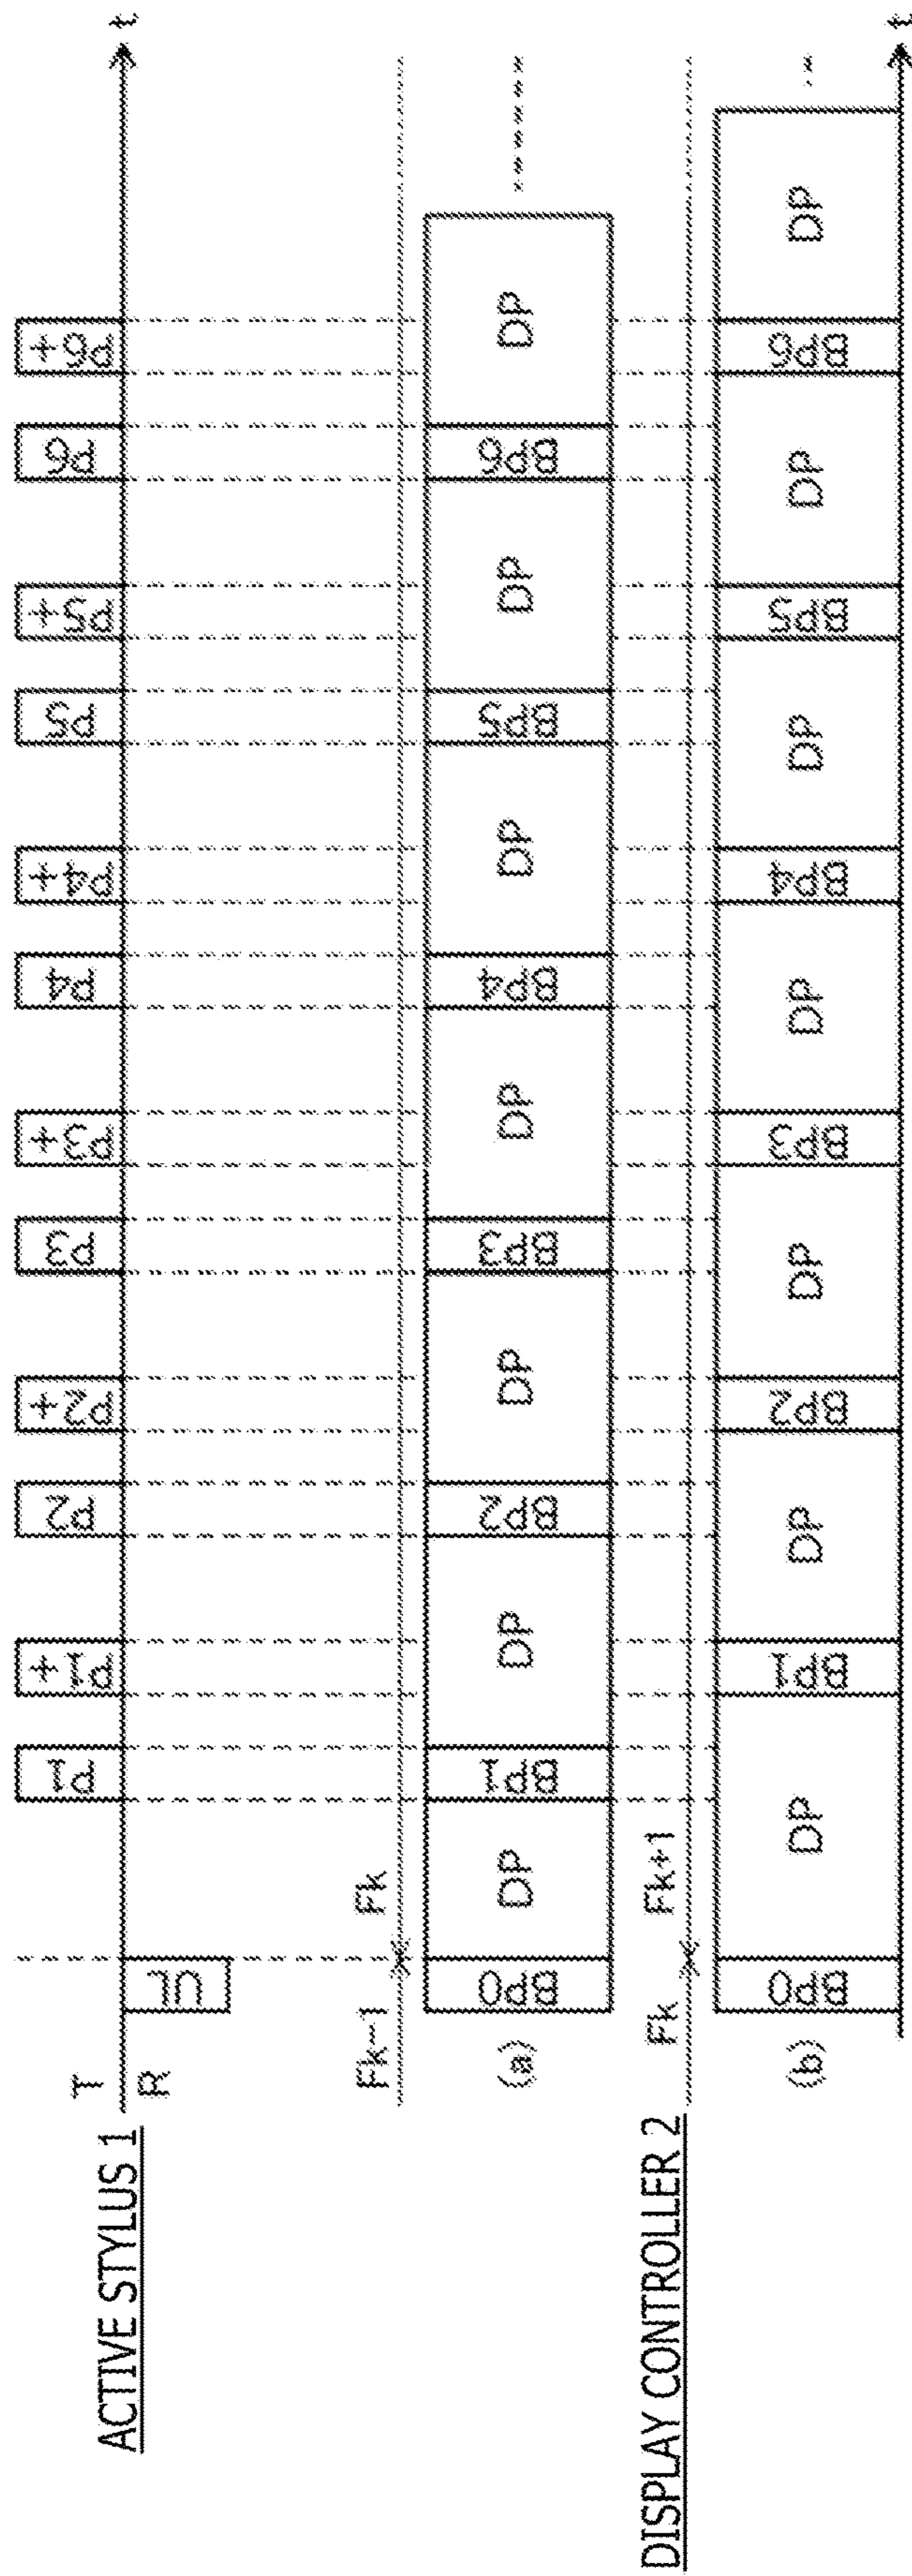 ACTIVE STYLUS 1
T
R
UL
P1
P1+
P2
P2+
P3
P3+
P4
P4+
P5
P5+
P6
P6+
t
Fk-1
Fk
(a)
BP0
DP
BP1
DP
BP2
DP
BP3
DP
BP4
DP
BP5
DP
BP6
DP
DISPLAY CONTROLLER 2
Fk
Fk+1
(b)
BP0
DP
BP1
DP
BP2
DP
BP3
DP
BP4
DP
BP5
DP
BP6
DP
t